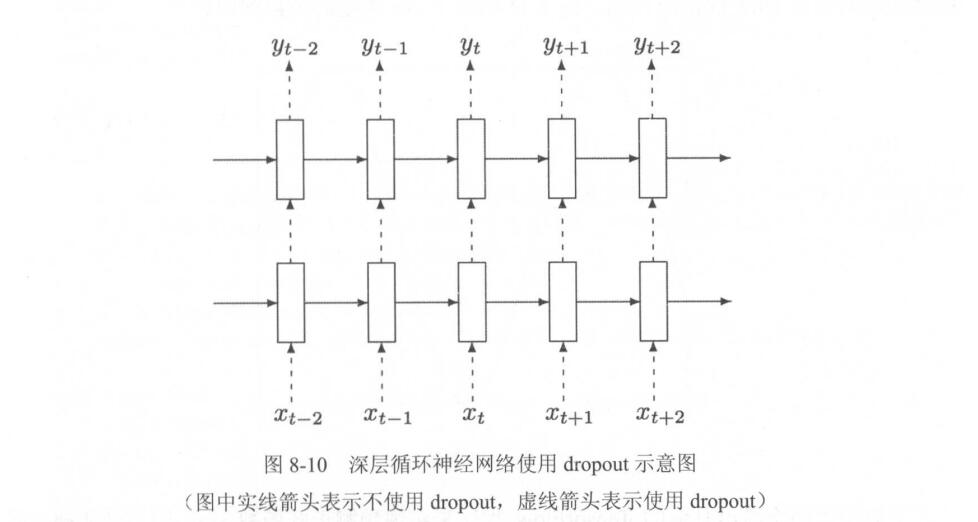 y_{t-2} y_{t-1} y_t y_{t+1} y_{t+2}
x_{t-2} x_{t-1} x_t x_{t+1} x_{t+2}
图 8-10 深层循环神经网络使用 dropout 示意图
(图中实线箭头表示不使用 dropout,虚线箭头表示使用 dropout)